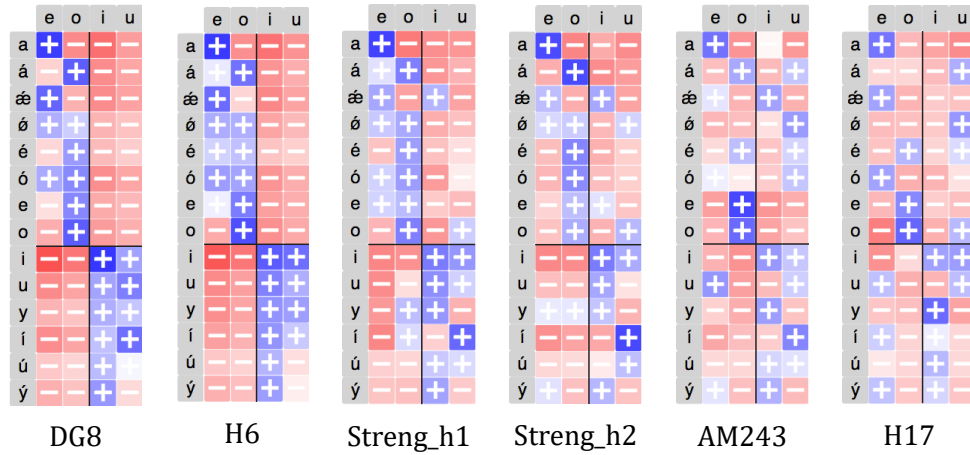 e o i u
a
á
ǽ
ǿ
é
ó
e
o
i
u
y
í
ú
ý
DG8
e o i u
a
á
ǽ
ǿ
é
ó
e
o
i
u
y
í
ú
ý
H6
e o i u
a
á
ǽ
ǿ
é
ó
e
o
i
u
y
í
ú
ý
Streng_h1
e o i u
a
á
ǽ
ǿ
é
ó
e
o
i
u
y
í
ú
ý
Streng_h2
e o i u
a
á
ǽ
ǿ
é
ó
e
o
i
u
y
í
ú
ý
AM243
e o i u
a
á
ǽ
ǿ
é
ó
e
o
i
u
y
í
ú
ý
H17